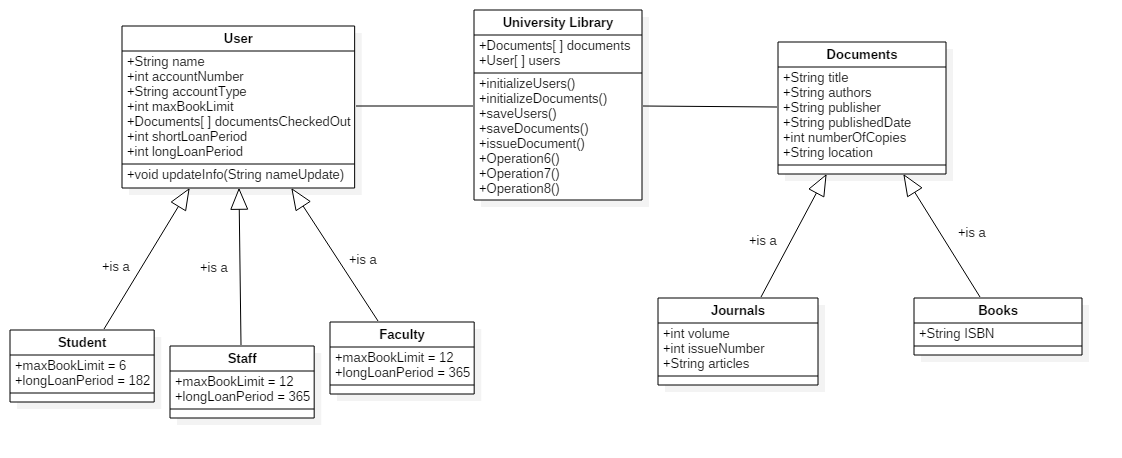 User
+String name
+int accountNumber
+String accountType
+int maxBookLimit
+Documents[ ] documentsCheckedOut
+int shortLoanPeriod
+int longLoanPeriod
+void updateInfo(String nameUpdate)
University Library
+Documents[ ] documents
+User[ ] users
+initializeUsers()
+initializeDocuments()
+saveUsers()
+saveDocuments()
+issueDocument()
+Operation6()
+Operation7()
+Operation8()
Documents
+String title
+String authors
+String publisher
+String publishedDate
+int numberOfCopies
+String location
+is a
+is a
+is a
+is a
+is a
Student
+maxBookLimit = 6
+longLoanPeriod = 182
Staff
+maxBookLimit = 12
+longLoanPeriod = 365
Faculty
+maxBookLimit = 12
+longLoanPeriod = 365
Journals
+int volume
+int issueNumber
+String articles
Books
+String ISBN